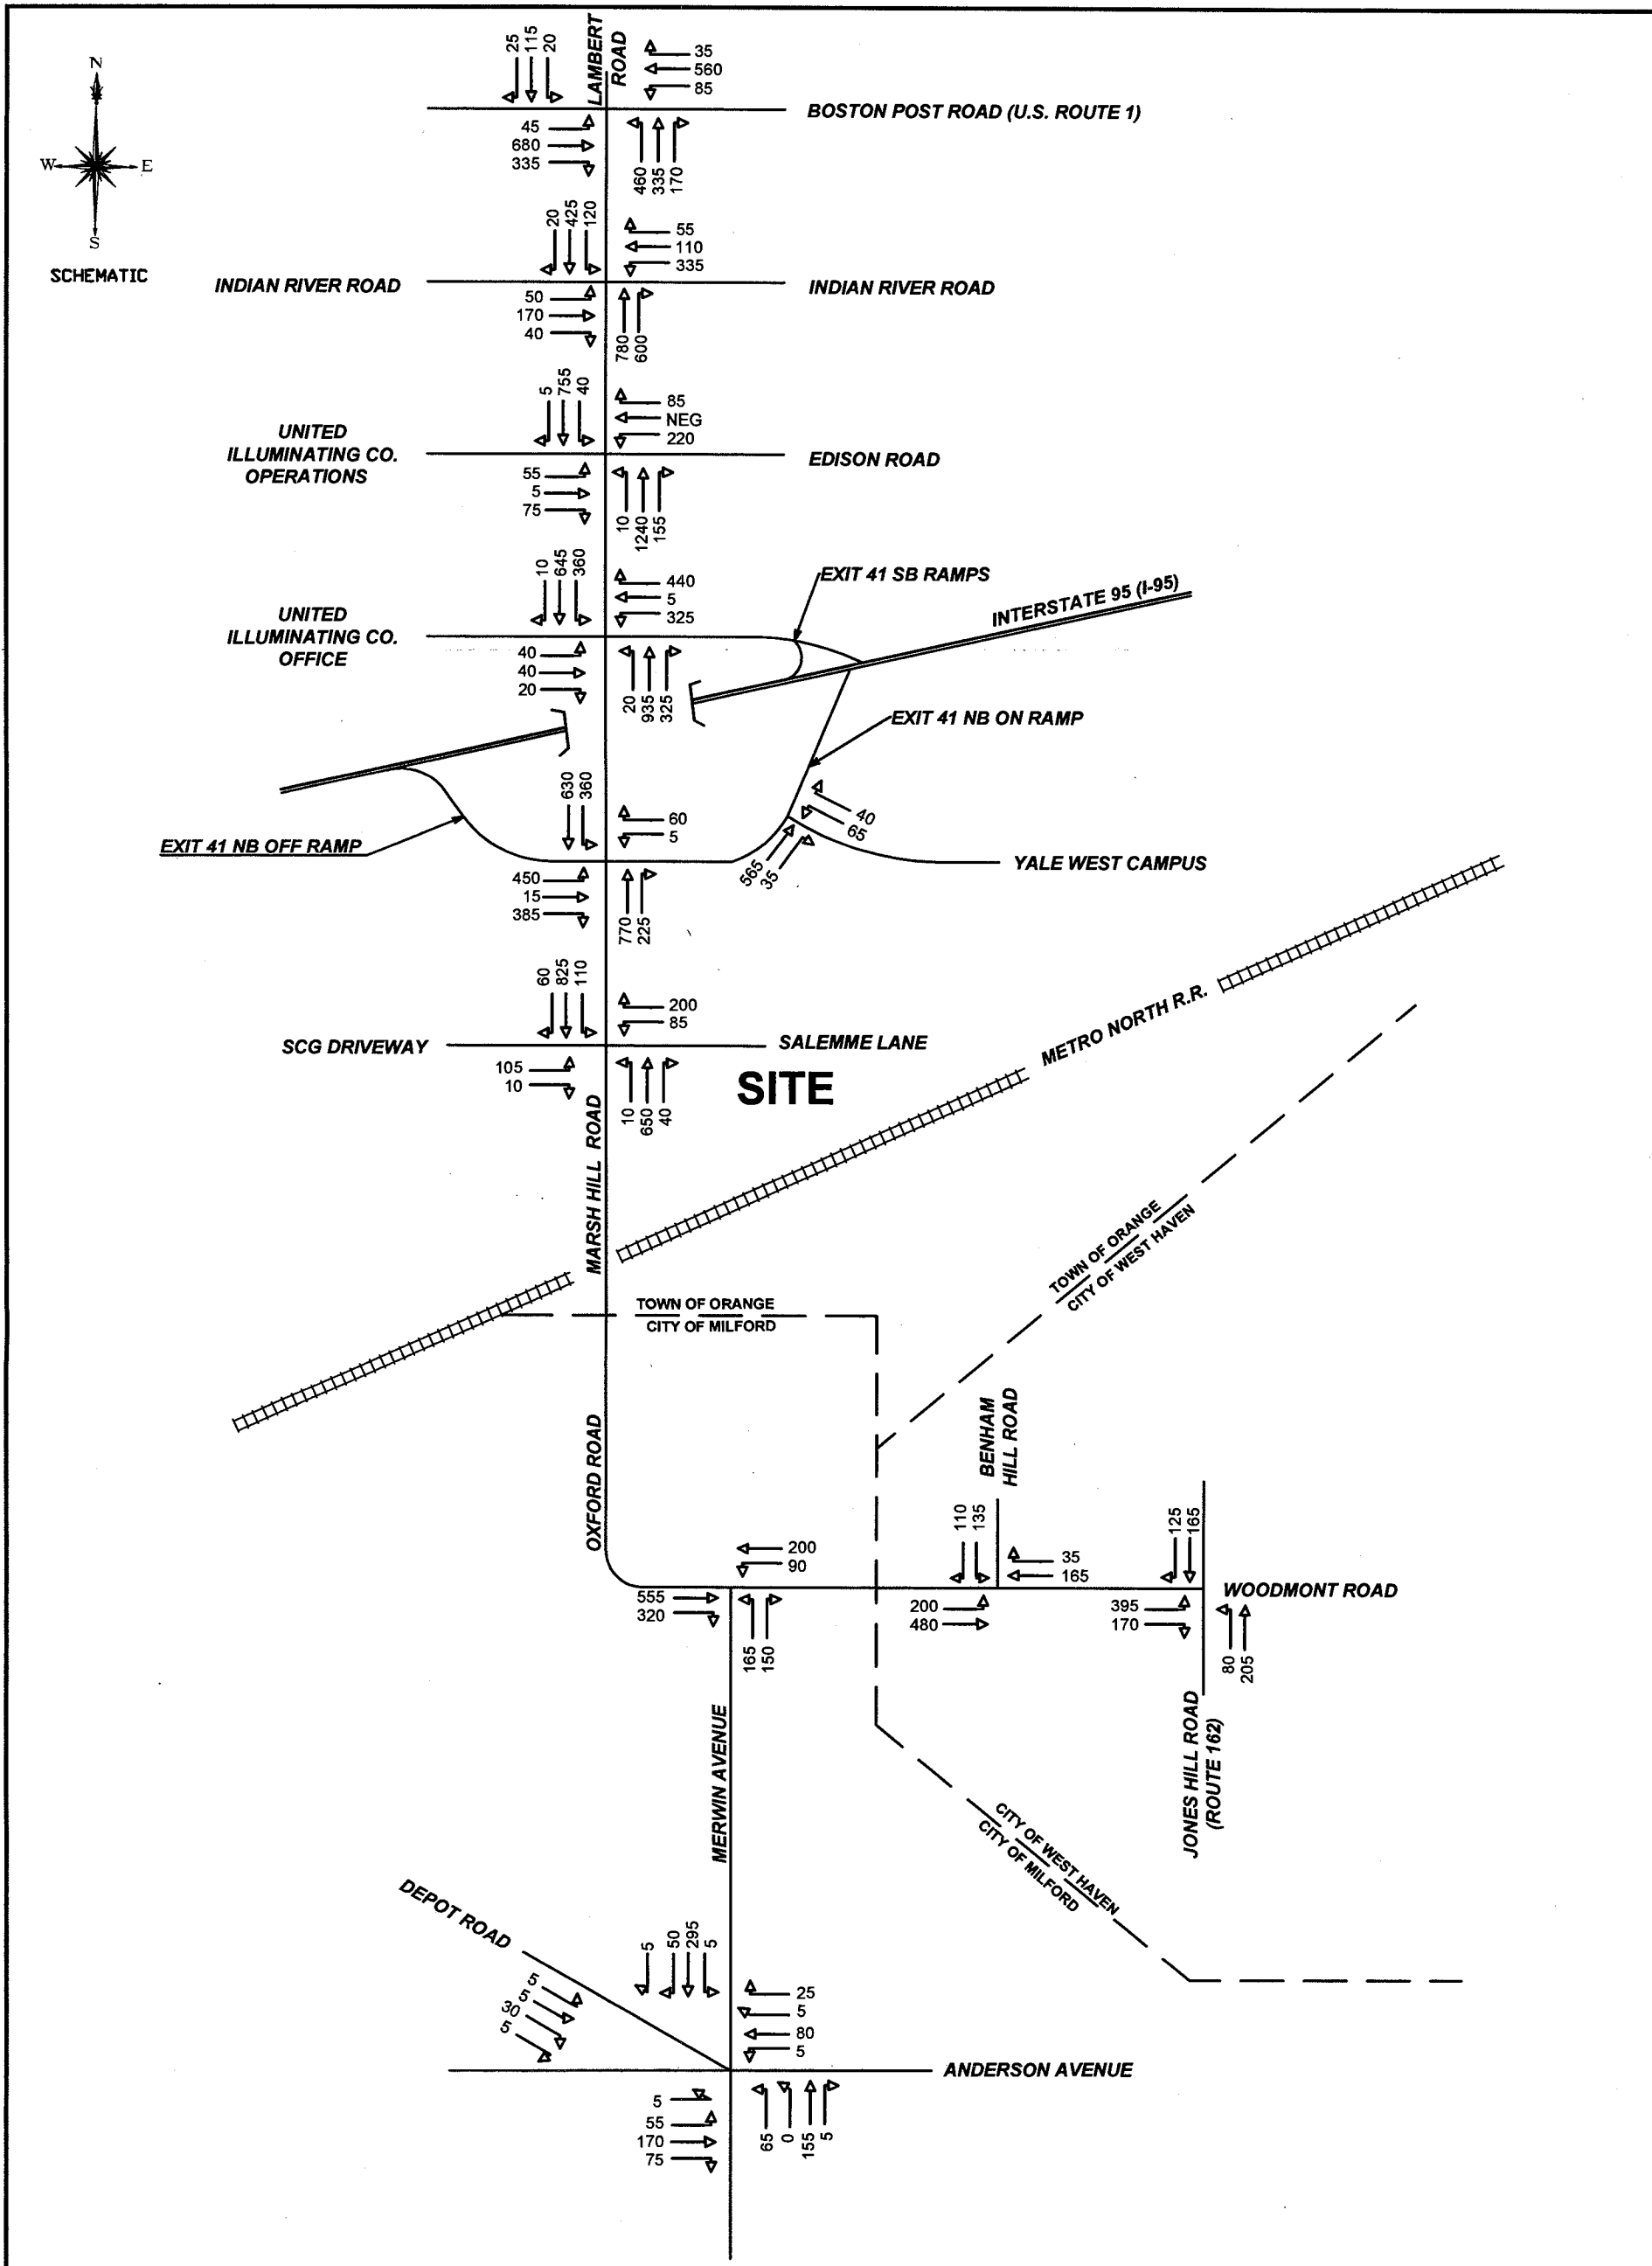 N
W
E
S
SCHEMATIC
25
115
20
LAMBERT
ROAD
35
560
85
BOSTON POST ROAD (U.S. ROUTE 1)
45
680
335
460
335
170
20
425
120
55
110
335
INDIAN RIVER ROAD
INDIAN RIVER ROAD
50
170
40
780
600
5
755
40
85
NEG
220
UNITED
ILLUMINATING CO.
OPERATIONS
EDISON ROAD
55
5
75
10
1240
155
10
645
360
440
5
325
EXIT 41 SB RAMPS
INTERSTATE 95 (I-95)
UNITED
ILLUMINATING CO.
OFFICE
40
40
20
20
935
325
EXIT 41 NB ON RAMP
630
360
60
5
40
65
EXIT 41 NB OFF RAMP
565
35
YALE WEST CAMPUS
450
15
385
770
225
60
825
110
200
85
SCG DRIVEWAY
SALEMME LANE
105
10
10
650
40
SITE
METRO NORTH R.R.
MARSH HILL ROAD
TOWN OF ORANGE
CITY OF WEST HAVEN
TOWN OF ORANGE
CITY OF MILFORD
OXFORD ROAD
BENHAM
HILL ROAD
200
90
110
135
35
165
125
165
WOODMONT ROAD
555
320
165
150
200
480
395
170
80
205
MERWIN AVENUE
JONES HILL ROAD
(ROUTE 162)
CITY OF WEST HAVEN
CITY OF MILFORD
DEPOT ROAD
5
50
295
5
5
5
30
5
25
5
80
5
ANDERSON AVENUE
5
55
170
75
65
0
155
5